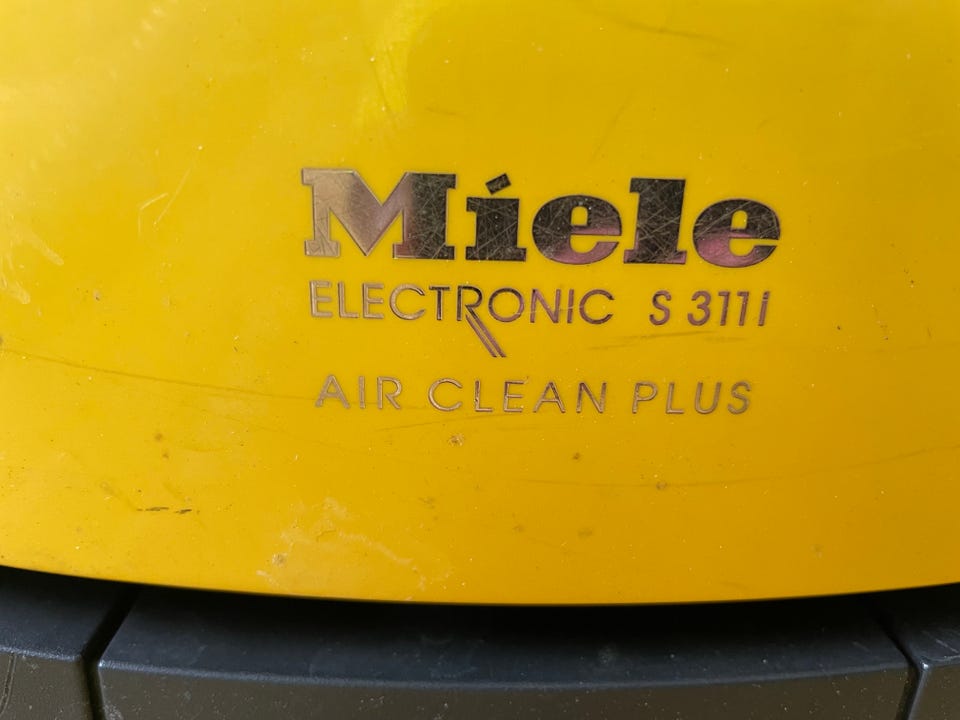 Miele
ELECTRONIC S 311i
AIR CLEAN PLUS